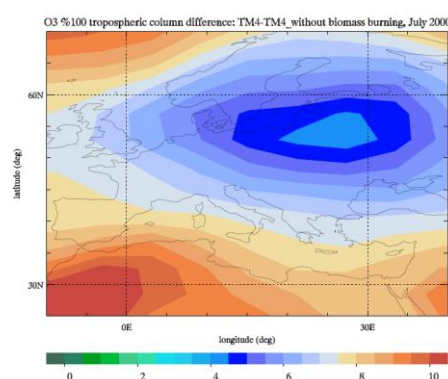 O3 %100 tropospheric column difference: TM4-TM4_without biomass burning, July 2000
60N
latitude (deg)
30N
0E
30E
longitude (deg)
0
2
4
6
8
10